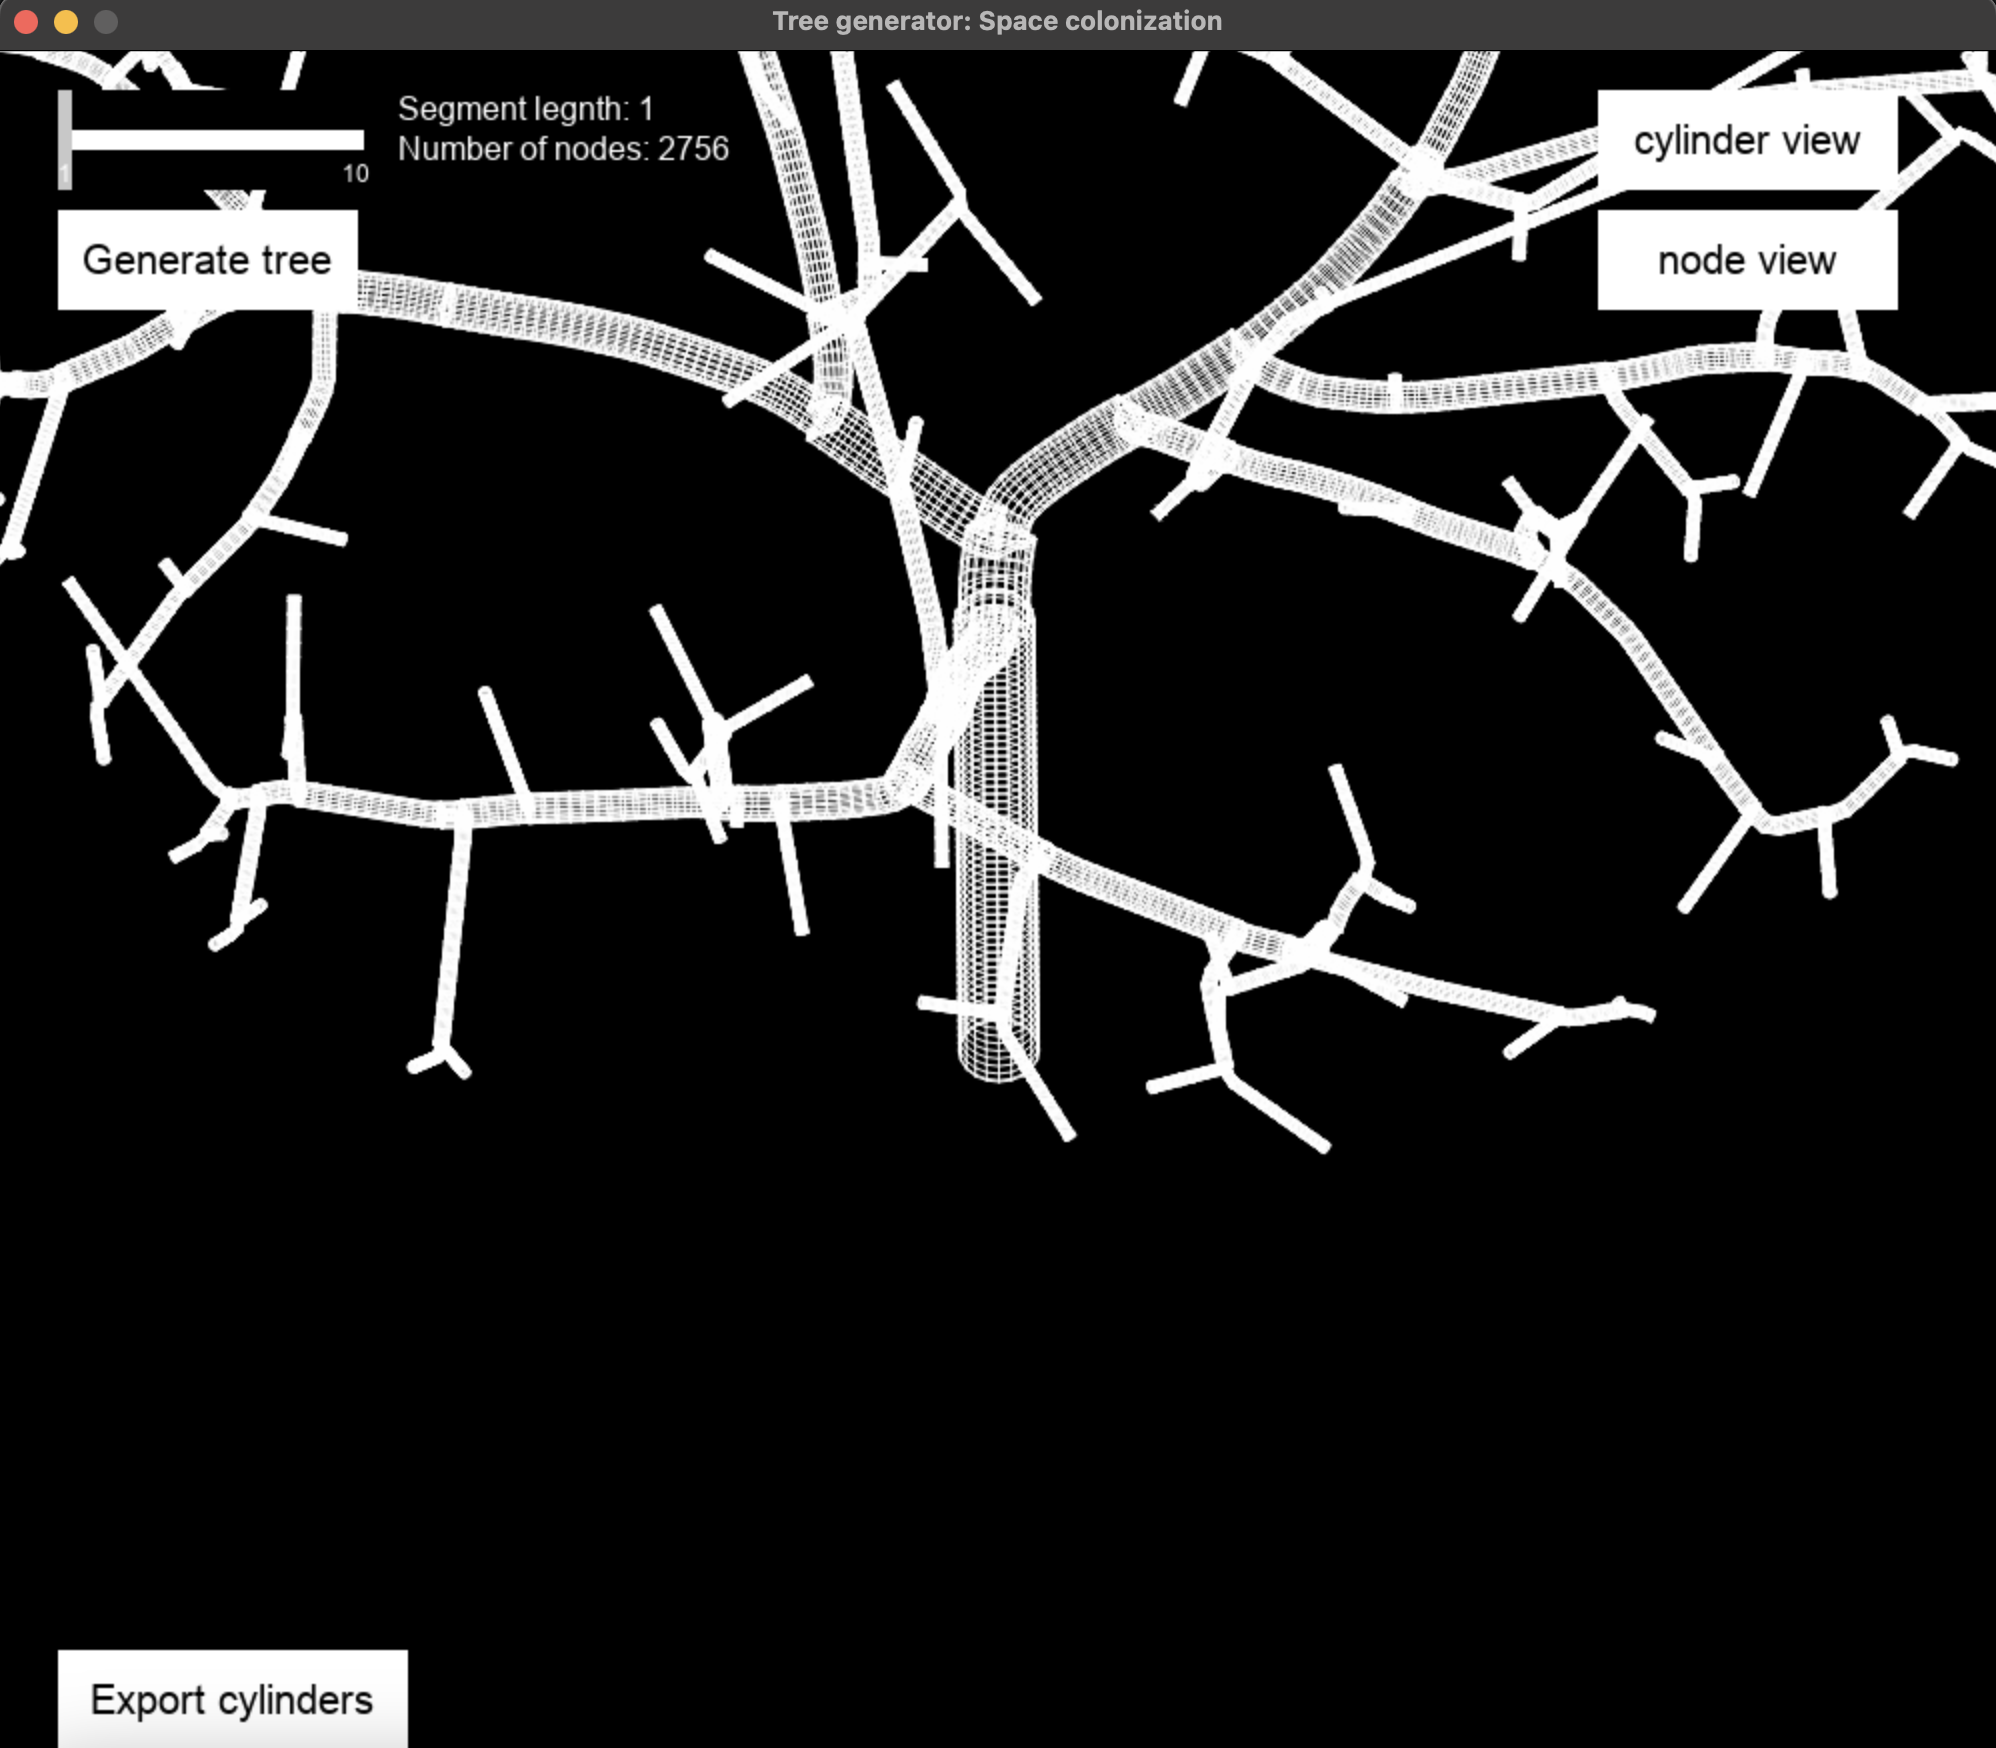 Tree generator: Space colonization
Segment legnth: 1
Number of nodes: 2756
1
10
Generate tree
cylinder view
node view
Export cylinders